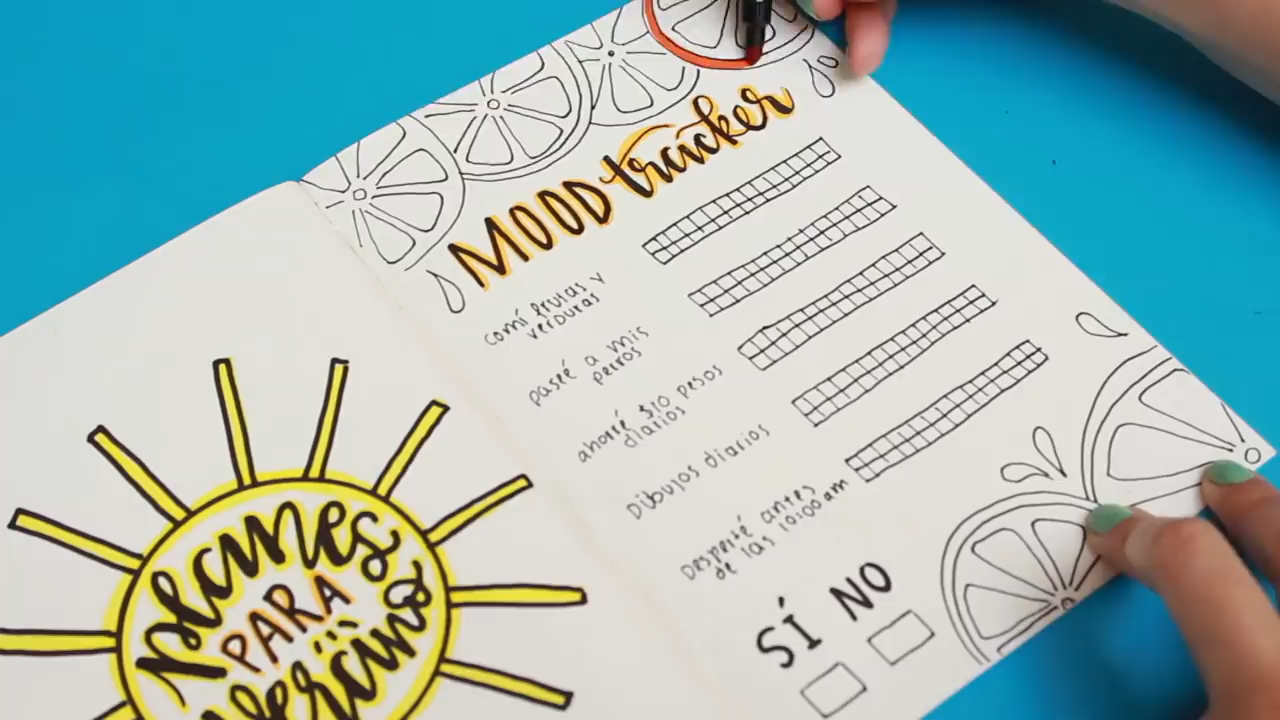 planes
PARA
verano
MOOD tracker
comí frutas y
verduras
paseé a mis
perros
ahorré $10 pesos
diarios
Dibujos diarios
Desperté antes
de las 10:00am
SÍ NO